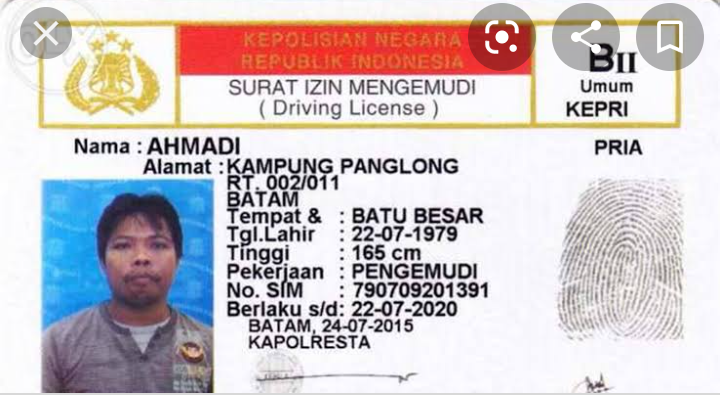 KEPOLISIAN NEGARA
REPUBLIK INDONESIA
SURAT IZIN MENGEMUDI
( Driving License )
BII
Umum
KEPRI
Nama : AHMADI
PRIA
Alamat : KAMPUNG PANGLONG
RT. 002/011
BATAM
Tempat & : BATU BESAR
Tgl.Lahir : 22-07-1979
Tinggi : 165 cm
Pekerjaan : PENGEMUDI
No. SIM : 790709201391
Berlaku s/d: 22-07-2020
BATAM, 24-07-2015
KAPOLRESTA